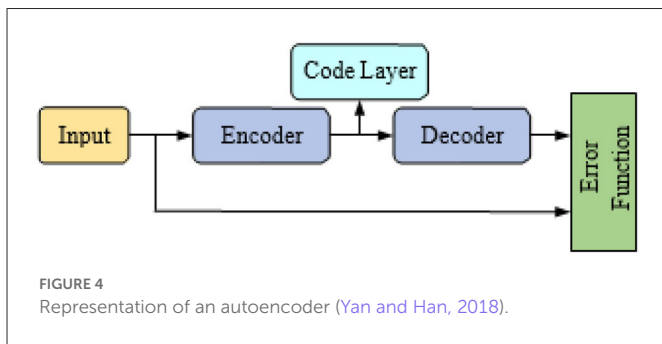 Code Layer
Input
Encoder
Decoder
Error
Function
FIGURE 4
Representation of an autoencoder (Yan and Han, 2018).